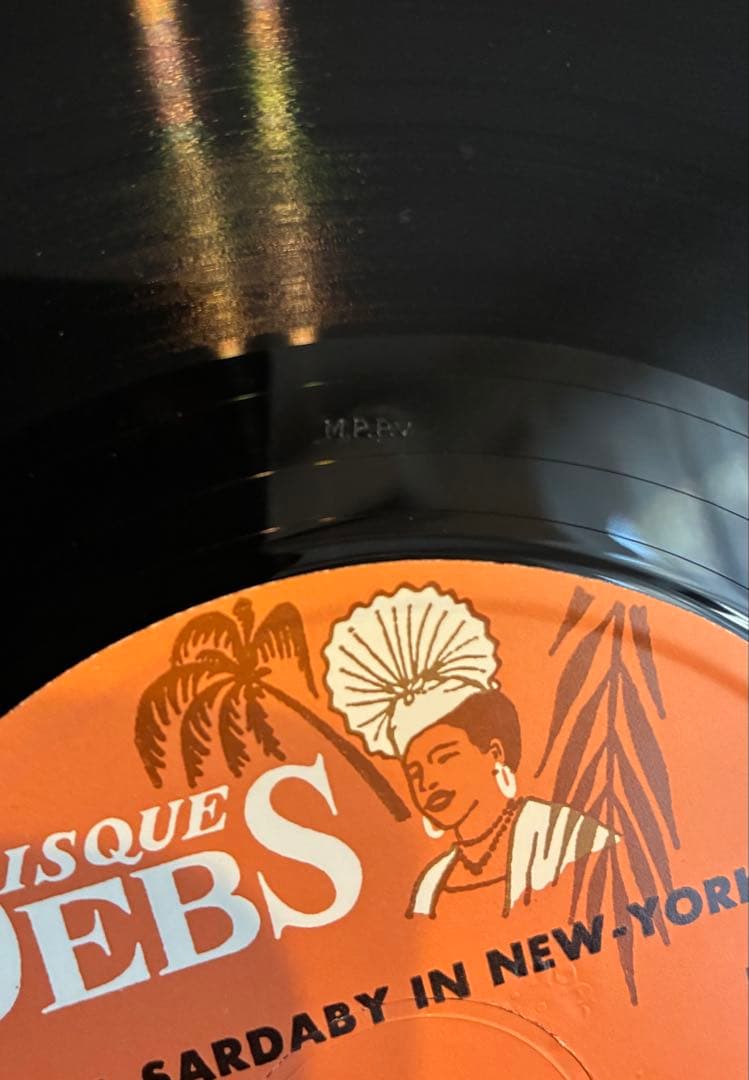 M.P.P.V
ISQUE
DEBS
SARDABY IN NEW-YORK